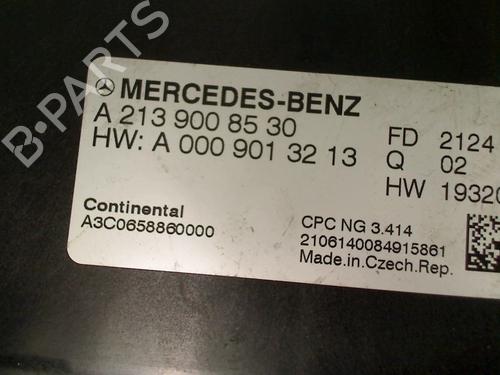 B-PARTS
MERCEDES-BENZ
A 213 900 85 30
HW: A 000 901 32 13
FD 2124
Q 02
HW
Continental
A3C0658860000
CPC NG 3.414
2106140084915861
Made.in.Czech.Rep.